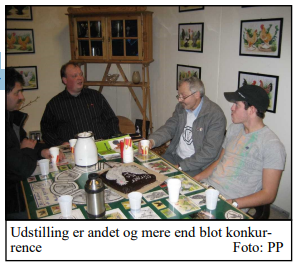 Udstilling er andet og mere end blot konkur-
rence Foto: PP